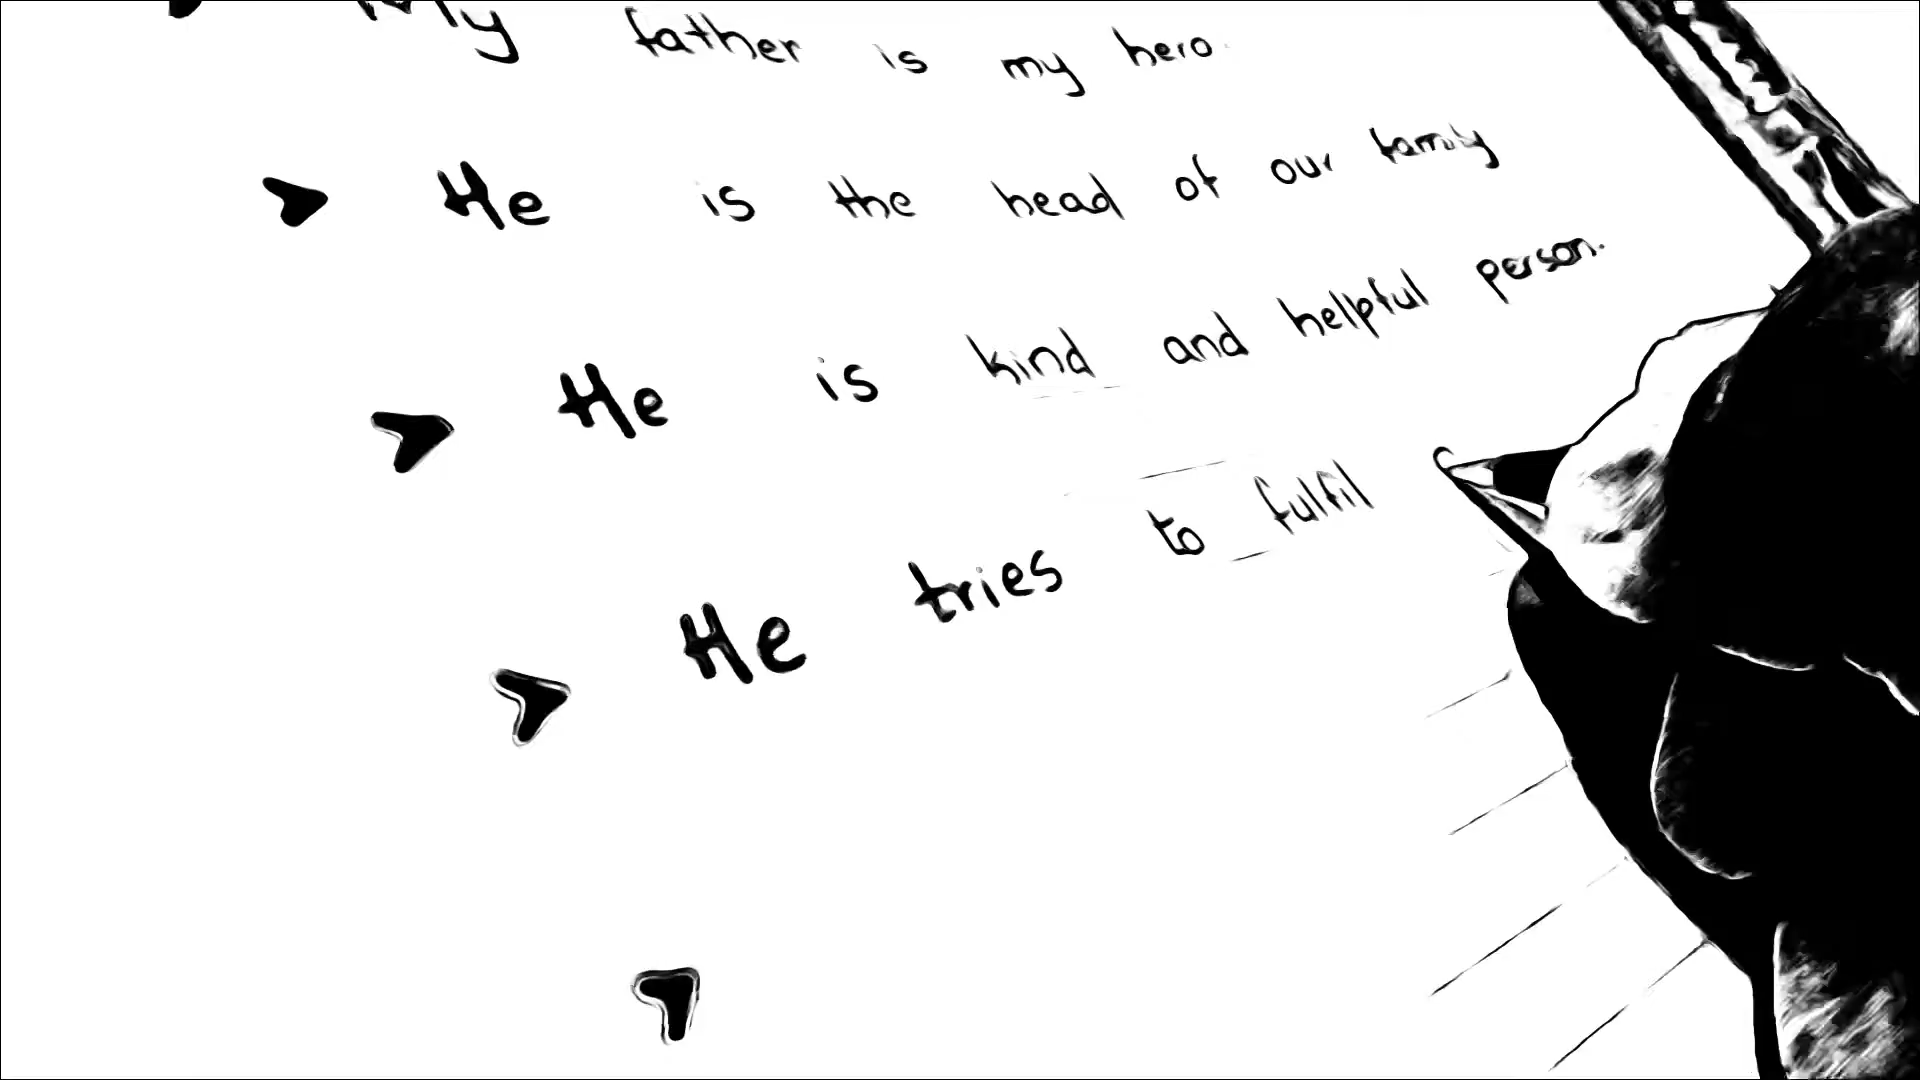 My father is my hero.
➤ He is the head of our family
➤ He is kind and helpful person.
➤ He tries to fulfil
➤